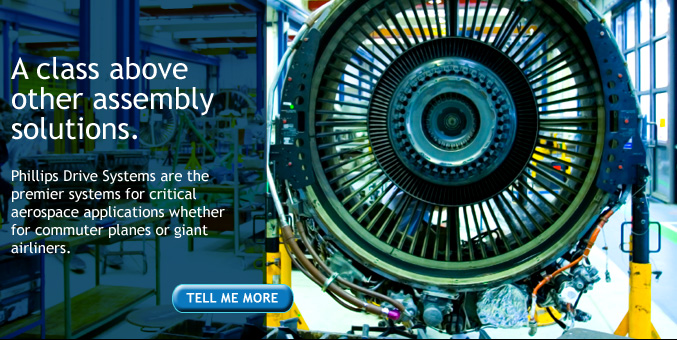 A class above
other assembly
solutions.
Phillips Drive Systems are the
premier systems for critical
aerospace applications whether
for commuter planes or giant
airliners.
TELL ME MORE